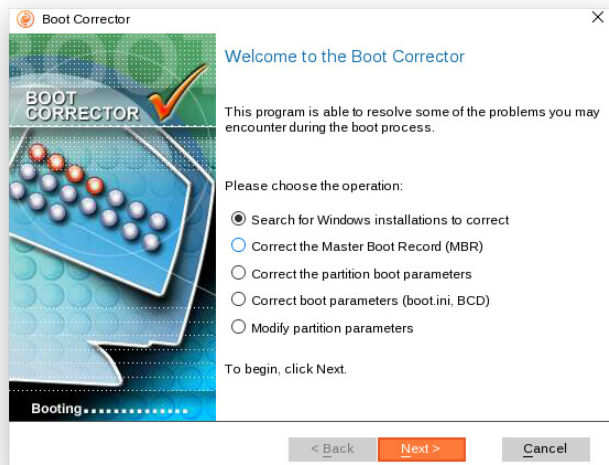 Boot Corrector
BOOT
CORRECTOR
Booting..............
Welcome to the Boot Corrector
This program is able to resolve some of the problems you may
encounter during the boot process.
Please choose the operation:
Search for Windows installations to correct
Correct the Master Boot Record (MBR)
Correct the partition boot parameters
Correct boot parameters (boot.ini, BCD)
Modify partition parameters
To begin, click Next.
< Back
Next >
Cancel